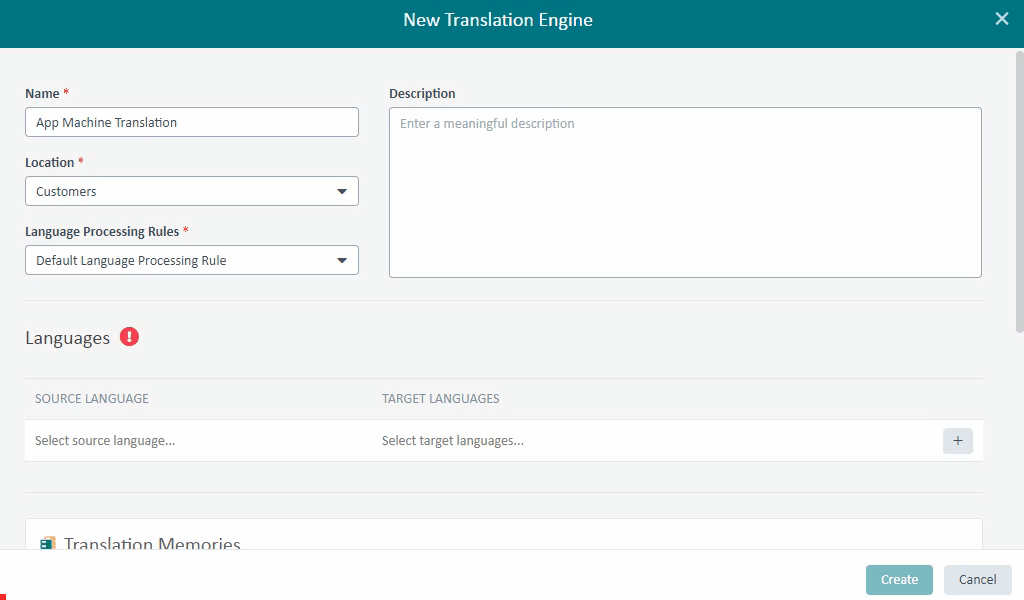 New Translation Engine
Name *
App Machine Translation
Location *
Customers
Language Processing Rules *
Default Language Processing Rule
Description
Enter a meaningful description
Languages
SOURCE LANGUAGE TARGET LANGUAGES
Select source language... Select target languages...
Translation Memories
Create Cancel